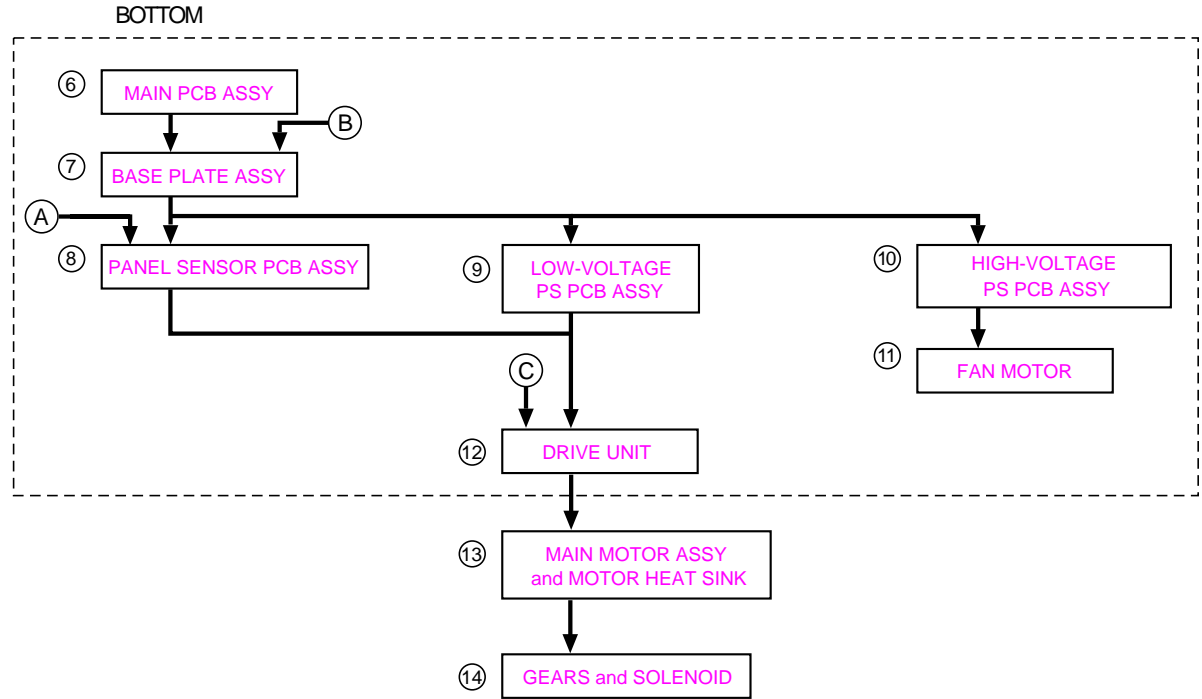 BOTTOM
6
MAIN PCB ASSY
B
7
BASE PLATE ASSY
A
8
PANEL SENSOR PCB ASSY
9
LOW-VOLTAGE
PS PCB ASSY
10
HIGH-VOLTAGE
PS PCB ASSY
11
FAN MOTOR
C
12
DRIVE UNIT
13
MAIN MOTOR ASSY
and MOTOR HEAT SINK
14
GEARS and SOLENOID